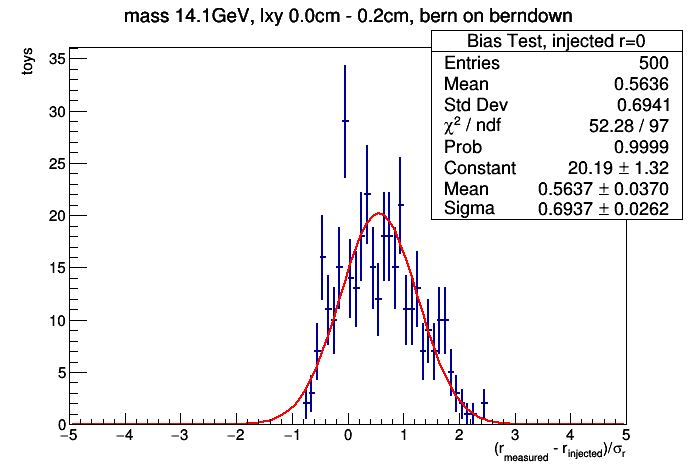 mass 14.1GeV, lxy 0.0cm - 0.2cm, bern on berndown
Bias Test, injected r=0
Entries 500
Mean 0.5636
Std Dev 0.6941
χ² / ndf 52.28 / 97
Prob 0.9999
Constant 20.19 ± 1.32
Mean 0.5637 ± 0.0370
Sigma 0.6937 ± 0.0262
toys
35
30
25
20
15
10
5
0
−5 −4 −3 −2 −1 0 1 2 3 4 5
(r_measured - r_injected)/σ_r